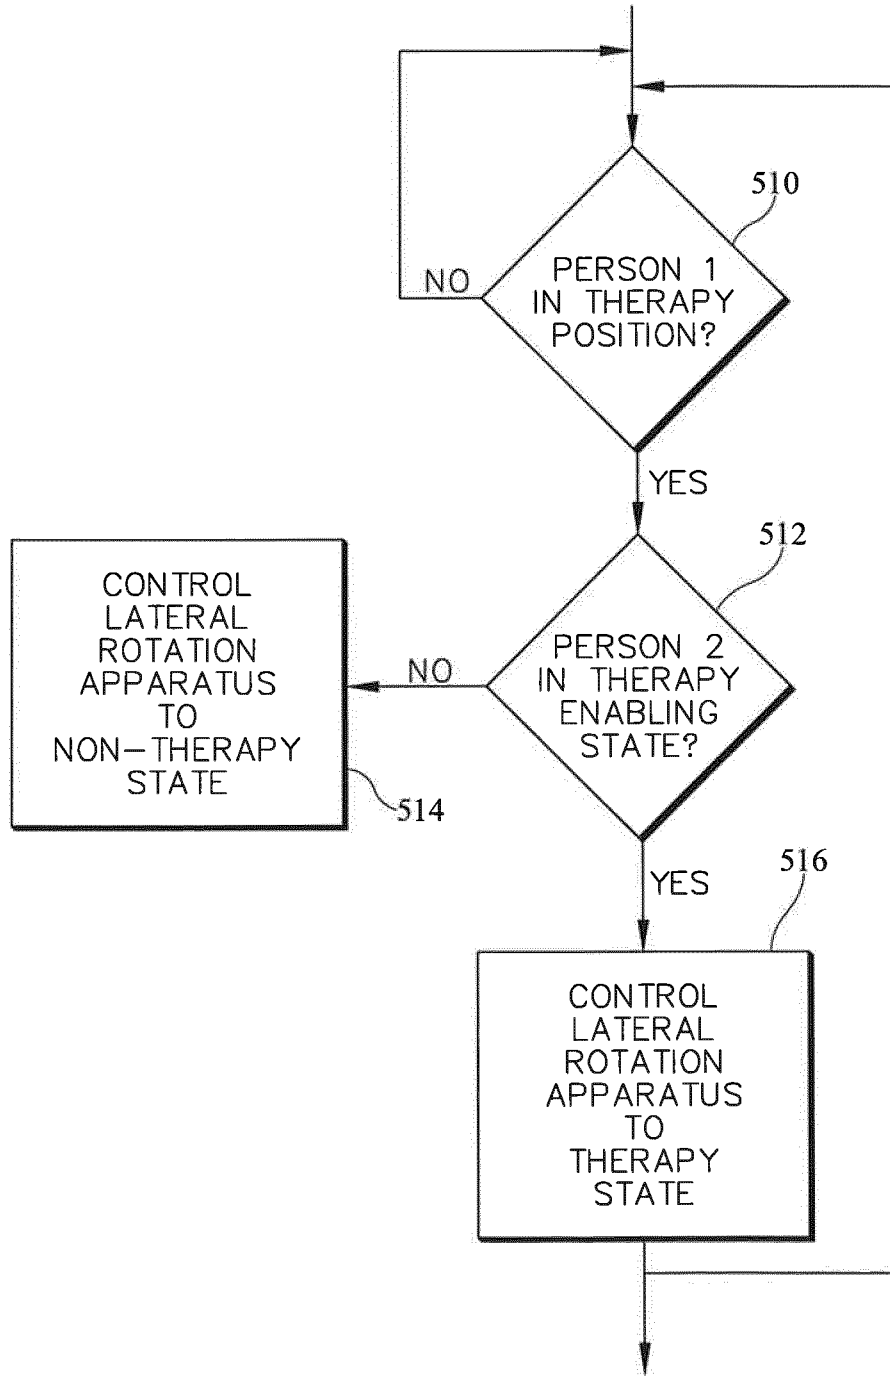 510
PERSON 1
IN THERAPY
POSITION?
NO
YES
512
PERSON 2
IN THERAPY
ENABLING
STATE?
NO
CONTROL
LATERAL
ROTATION
APPARATUS
TO
NON-THERAPY
STATE
514
YES
516
CONTROL
LATERAL
ROTATION
APPARATUS
TO
THERAPY
STATE